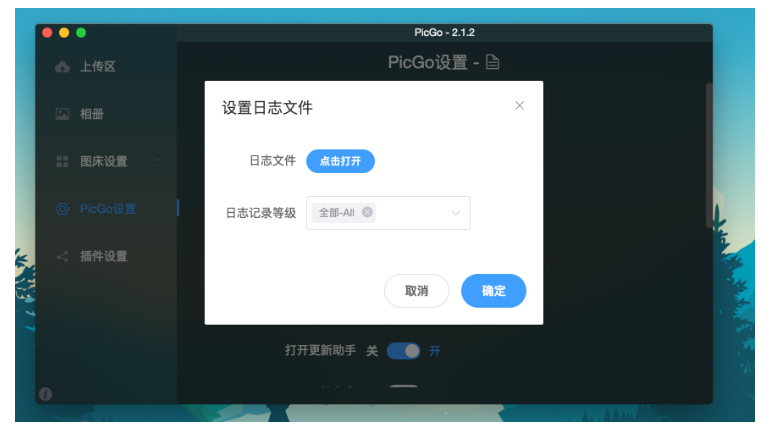 PicGo - 2.1.2
上传区
相册
图床设置
PicGo设置
插件设置
PicGo设置 -
设置日志文件
日志文件 点击打开
日志记录等级 全部-All
取消 确定
打开更新助手 关 开